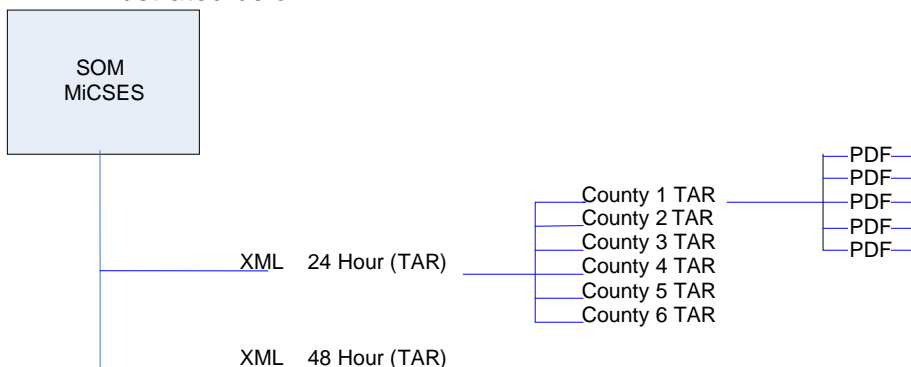 SOM
MiCSES
PDF
PDF
PDF
PDF
PDF
County 1 TAR
County 2 TAR
County 3 TAR
County 4 TAR
County 5 TAR
County 6 TAR
XML 24 Hour (TAR)
XML 48 Hour (TAR)